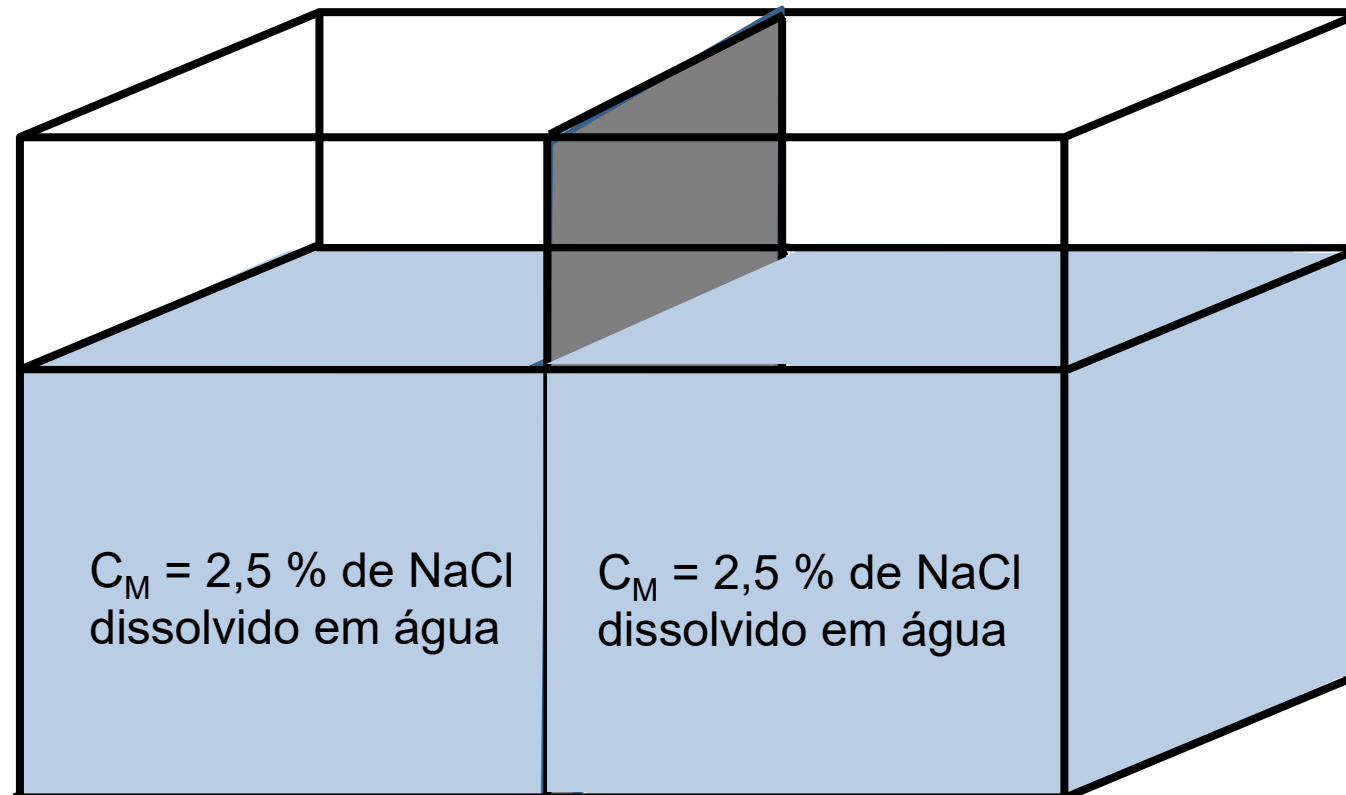 C_M = 2,5 % de NaCl
dissolvido em água
C_M = 2,5 % de NaCl
dissolvido em água